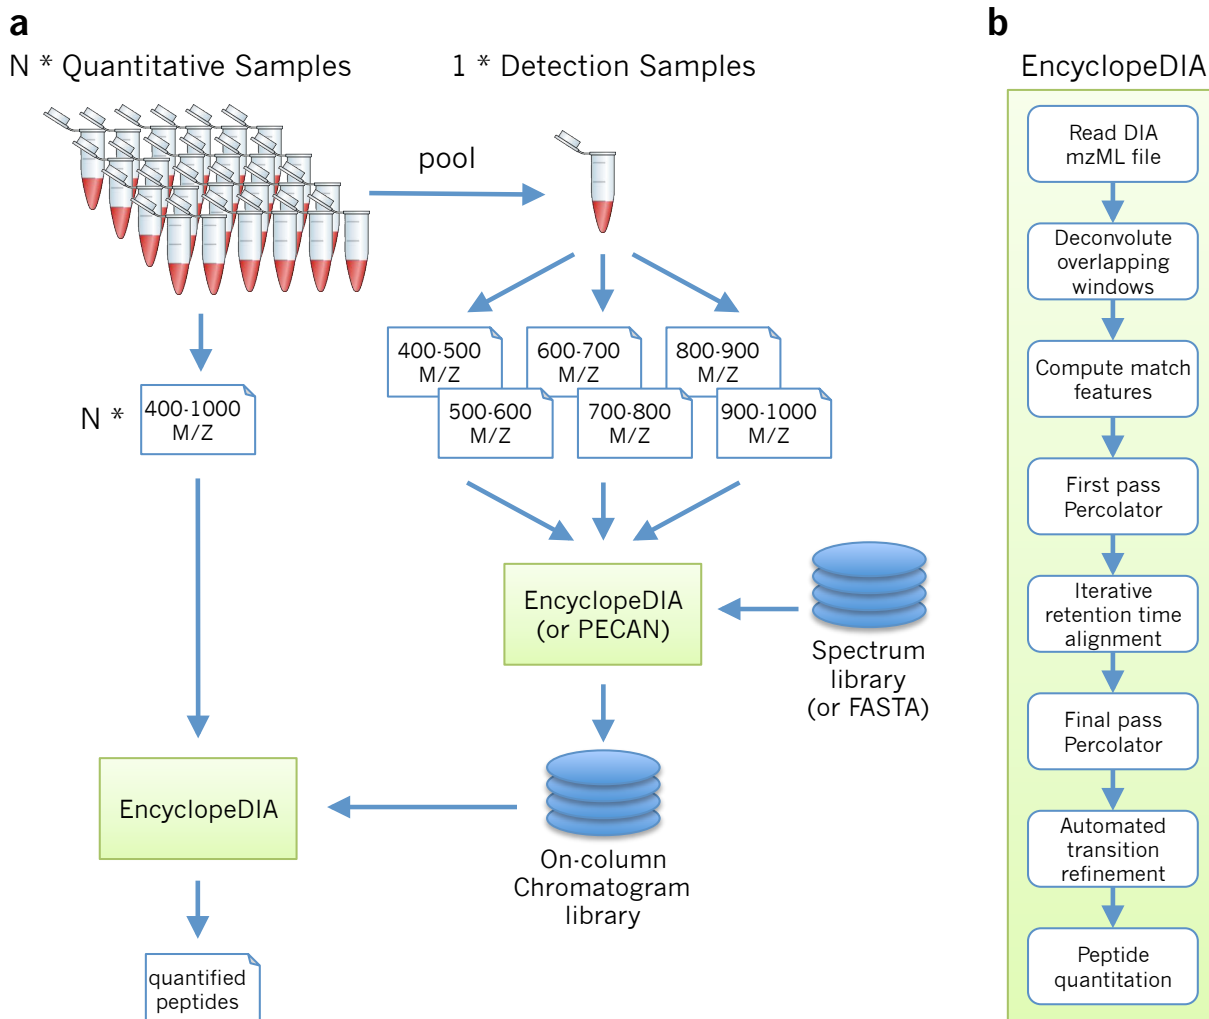 a
N * Quantitative Samples
1 * Detection Samples
pool
400-500
M/Z
600-700
M/Z
800-900
M/Z
500-600
M/Z
700-800
M/Z
900-1000
M/Z
N *
400-1000
M/Z
EncyclopeDIA
(or PECAN)
Spectrum
library
(or FASTA)
EncyclopeDIA
On-column
Chromatogram
library
quantified
peptides
b
EncyclopeDIA
Read DIA
mzML file
Deconvolute
overlapping
windows
Compute match
features
First pass
Percolator
Iterative
retention time
alignment
Final pass
Percolator
Automated
transition
refinement
Peptide
quantitation